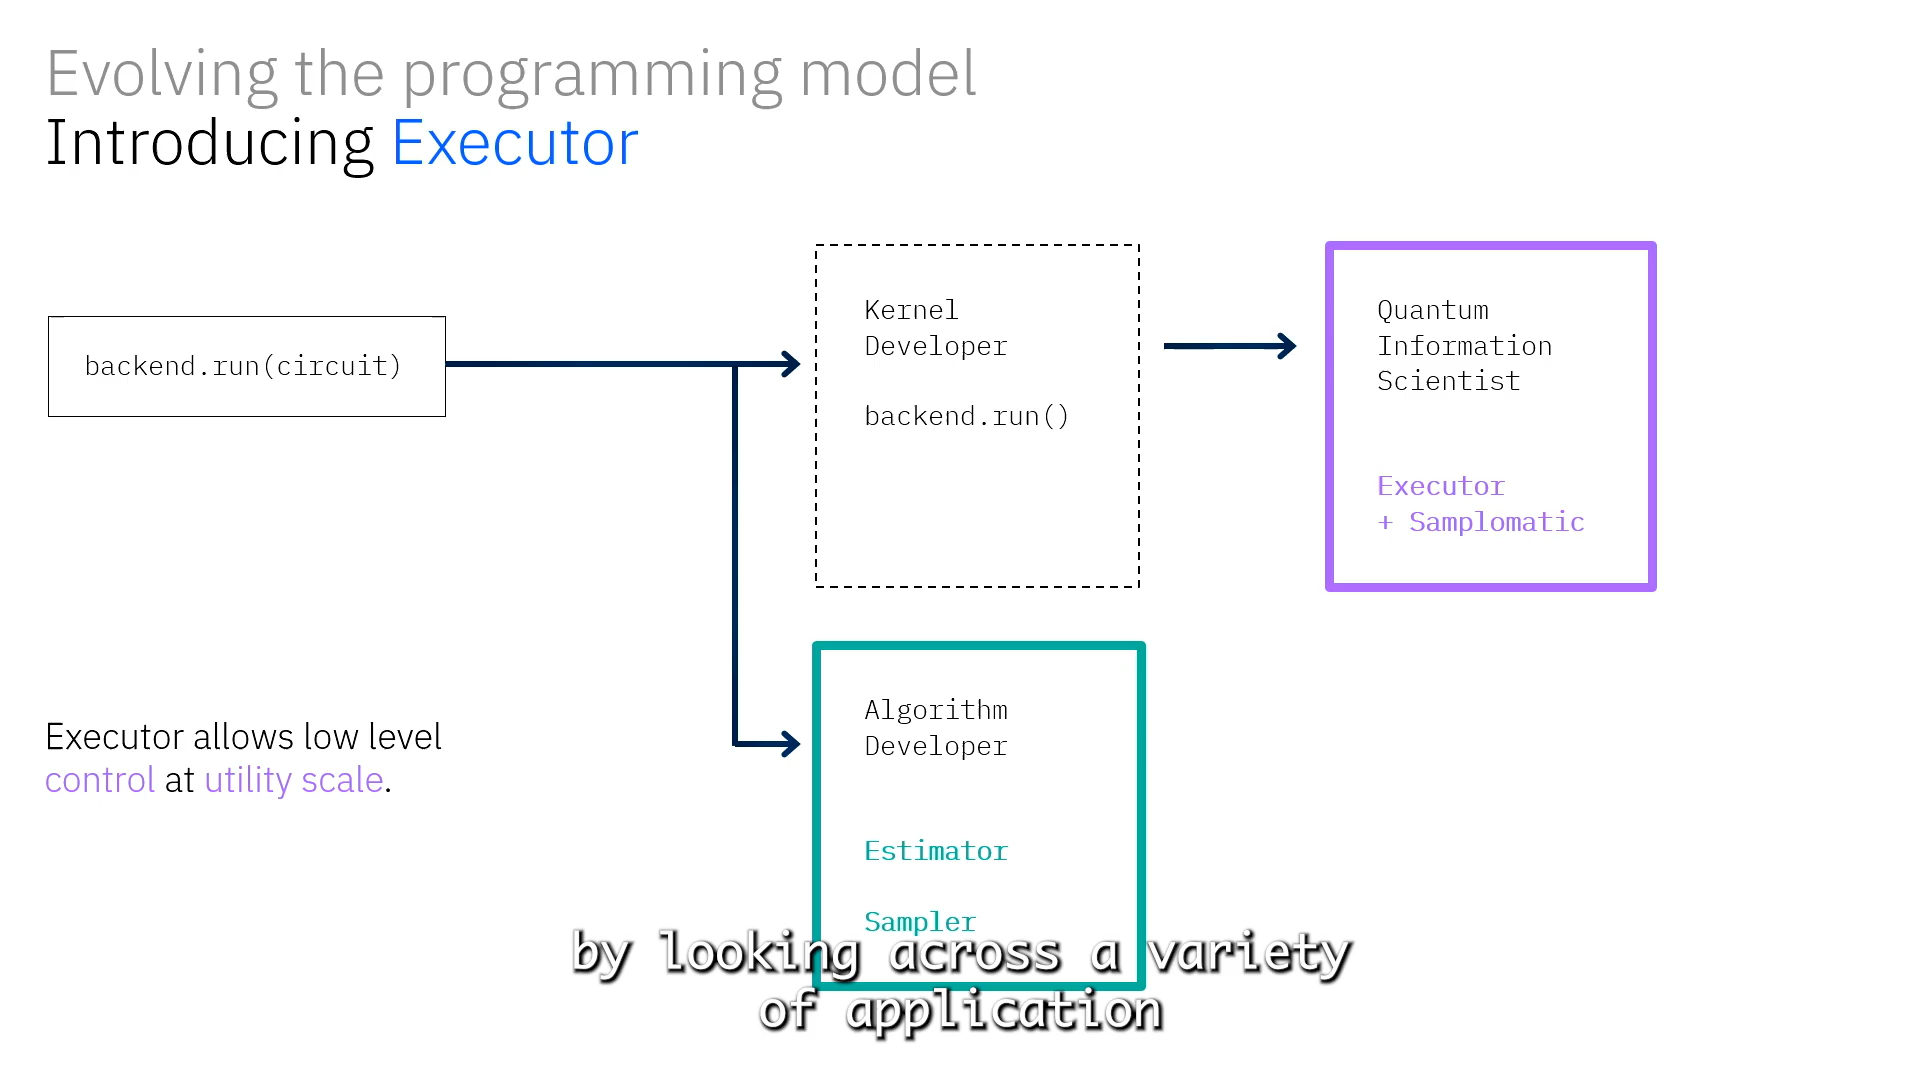 Evolving the programming model
Introducing Executor
backend.run(circuit)
Kernel
Developer
backend.run()
Quantum
Information
Scientist
Executor
+ Samplomatic
Executor allows low level
control at utility scale.
Algorithm
Developer
Estimator
Sampler
by looking across a variety
of application